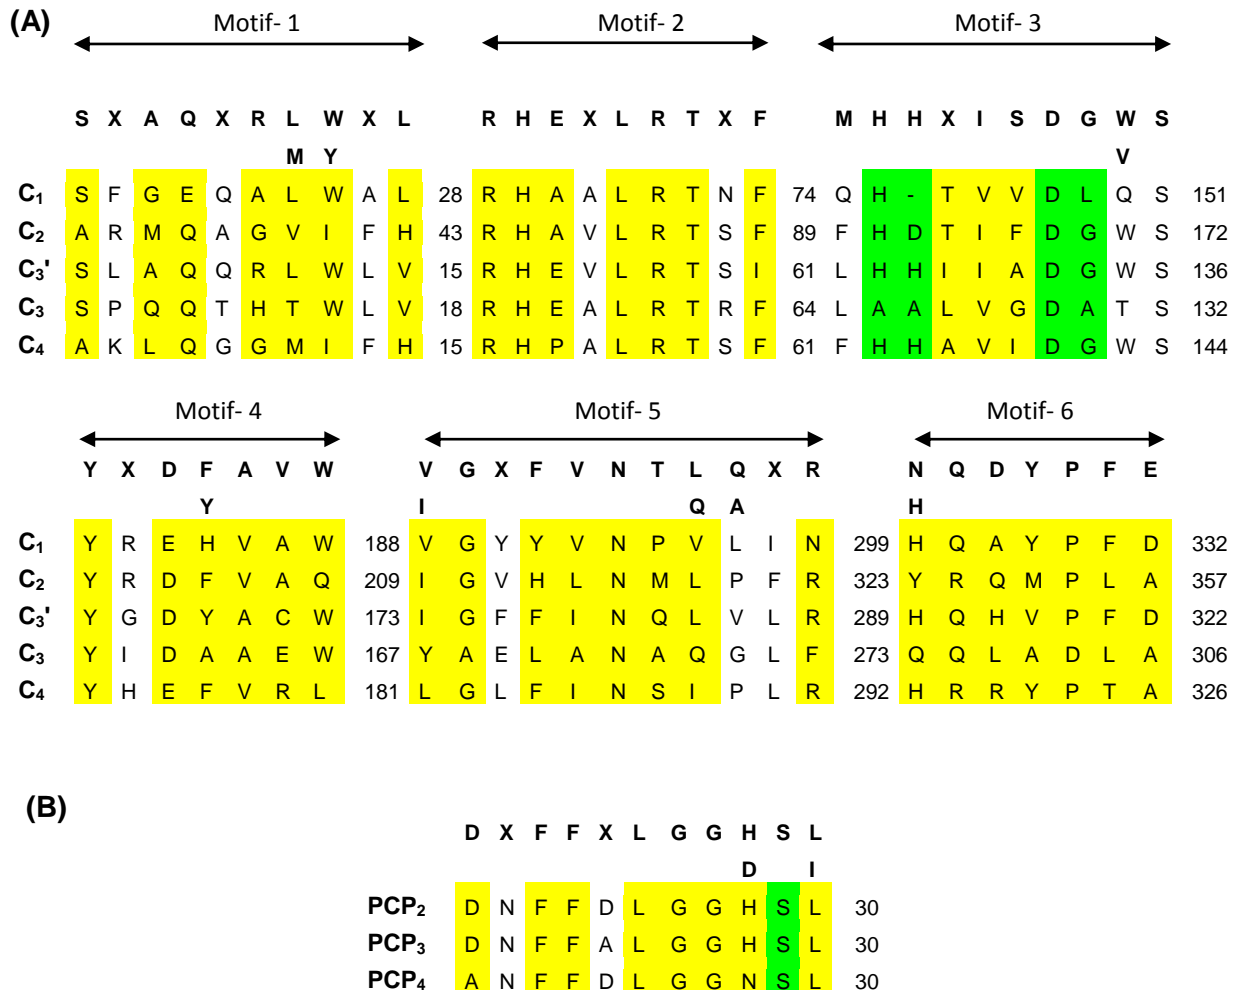 (A) Motif- 1 Motif- 2 Motif- 3
S X A Q X R L W X L R H E X L R T X F M H H X I S D G W S
M Y V
C1 S F G E Q A L W A L 28 R H A A L R T N F 74 Q H - T V V D L Q S 151
C2 A R M Q A G V I F H 43 R H A V L R T S F 89 F H D T I F D G W S 172
C3' S L A Q Q R L W L V 15 R H E V L R T S I 61 L H H I I A D G W S 136
C3 S P Q Q T H T W L V 18 R H E A L R T R F 64 L A A L V G D A T S 132
C4 A K L Q G G M I F H 15 R H P A L R T S F 61 F H H A V I D G W S 144
Motif- 4 Motif- 5 Motif- 6
Y X D F A V W V G X F V N T L Q X R N Q D Y P F E
Y I Q A H
C1 Y R E H V A W 188 V G Y Y V N P V L I N 299 H Q A Y P F D 332
C2 Y R D F V A Q 209 I G V H L N M L P F R 323 Y R Q M P L A 357
C3' Y G D Y A C W 173 I G F F I N Q L V L R 289 H Q H V P F D 322
C3 Y I D A A E W 167 Y A E L A N A Q G L F 273 Q Q L A D L A 306
C4 Y H E F V R L 181 L G L F I N S I P L R 292 H R R Y P T A 326
(B)
D X F F X L G G H S L
D I
PCP2 D N F F D L G G H S L 30
PCP3 D N F F A L G G H S L 30
PCP4 A N F F D L G G N S L 30